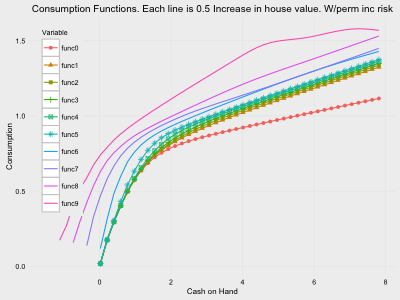 Consumption Functions. Each line is 0.5 Increase in house value. W/perm inc risk
Variable
func0
func1
func2
func3
func4
func5
func6
func7
func8
func9
1.5
1.0
0.5
0.0
Consumption
0
2
4
6
8
Cash on Hand